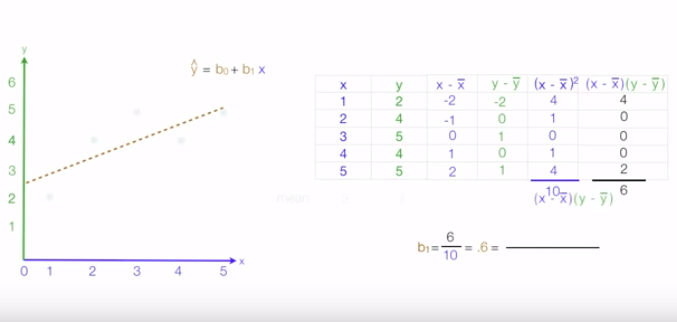 y
ŷ = b₀ + b₁ x
6
5
4
3
2
1
0 1 2 3 4 5 x
x y x - x̅ y - y̅ (x - x̅)² (x - x̅)(y - y̅)
1 2 -2 -2 4 4
2 4 -1 0 1 0
3 5 0 1 0 0
4 4 1 0 1 0
5 5 2 1 4 2
mean
10 6
(x - x̅)(y - y̅)
b₁ = 6/10 = .6 =